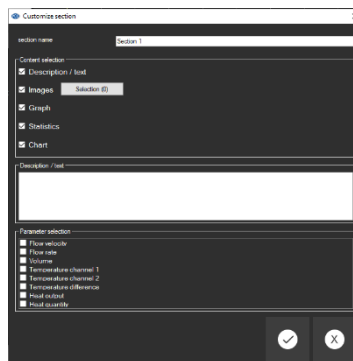 Customize section
section name Section 1
Content selection
Description / text
Images Selection (0)
Graph
Statistics
Chart
Description / text
Parameter selection
Flow velocity
Flow rate
Volume
Temperature channel 1
Temperature channel 2
Temperature difference
Heat output
Heat quantity
X